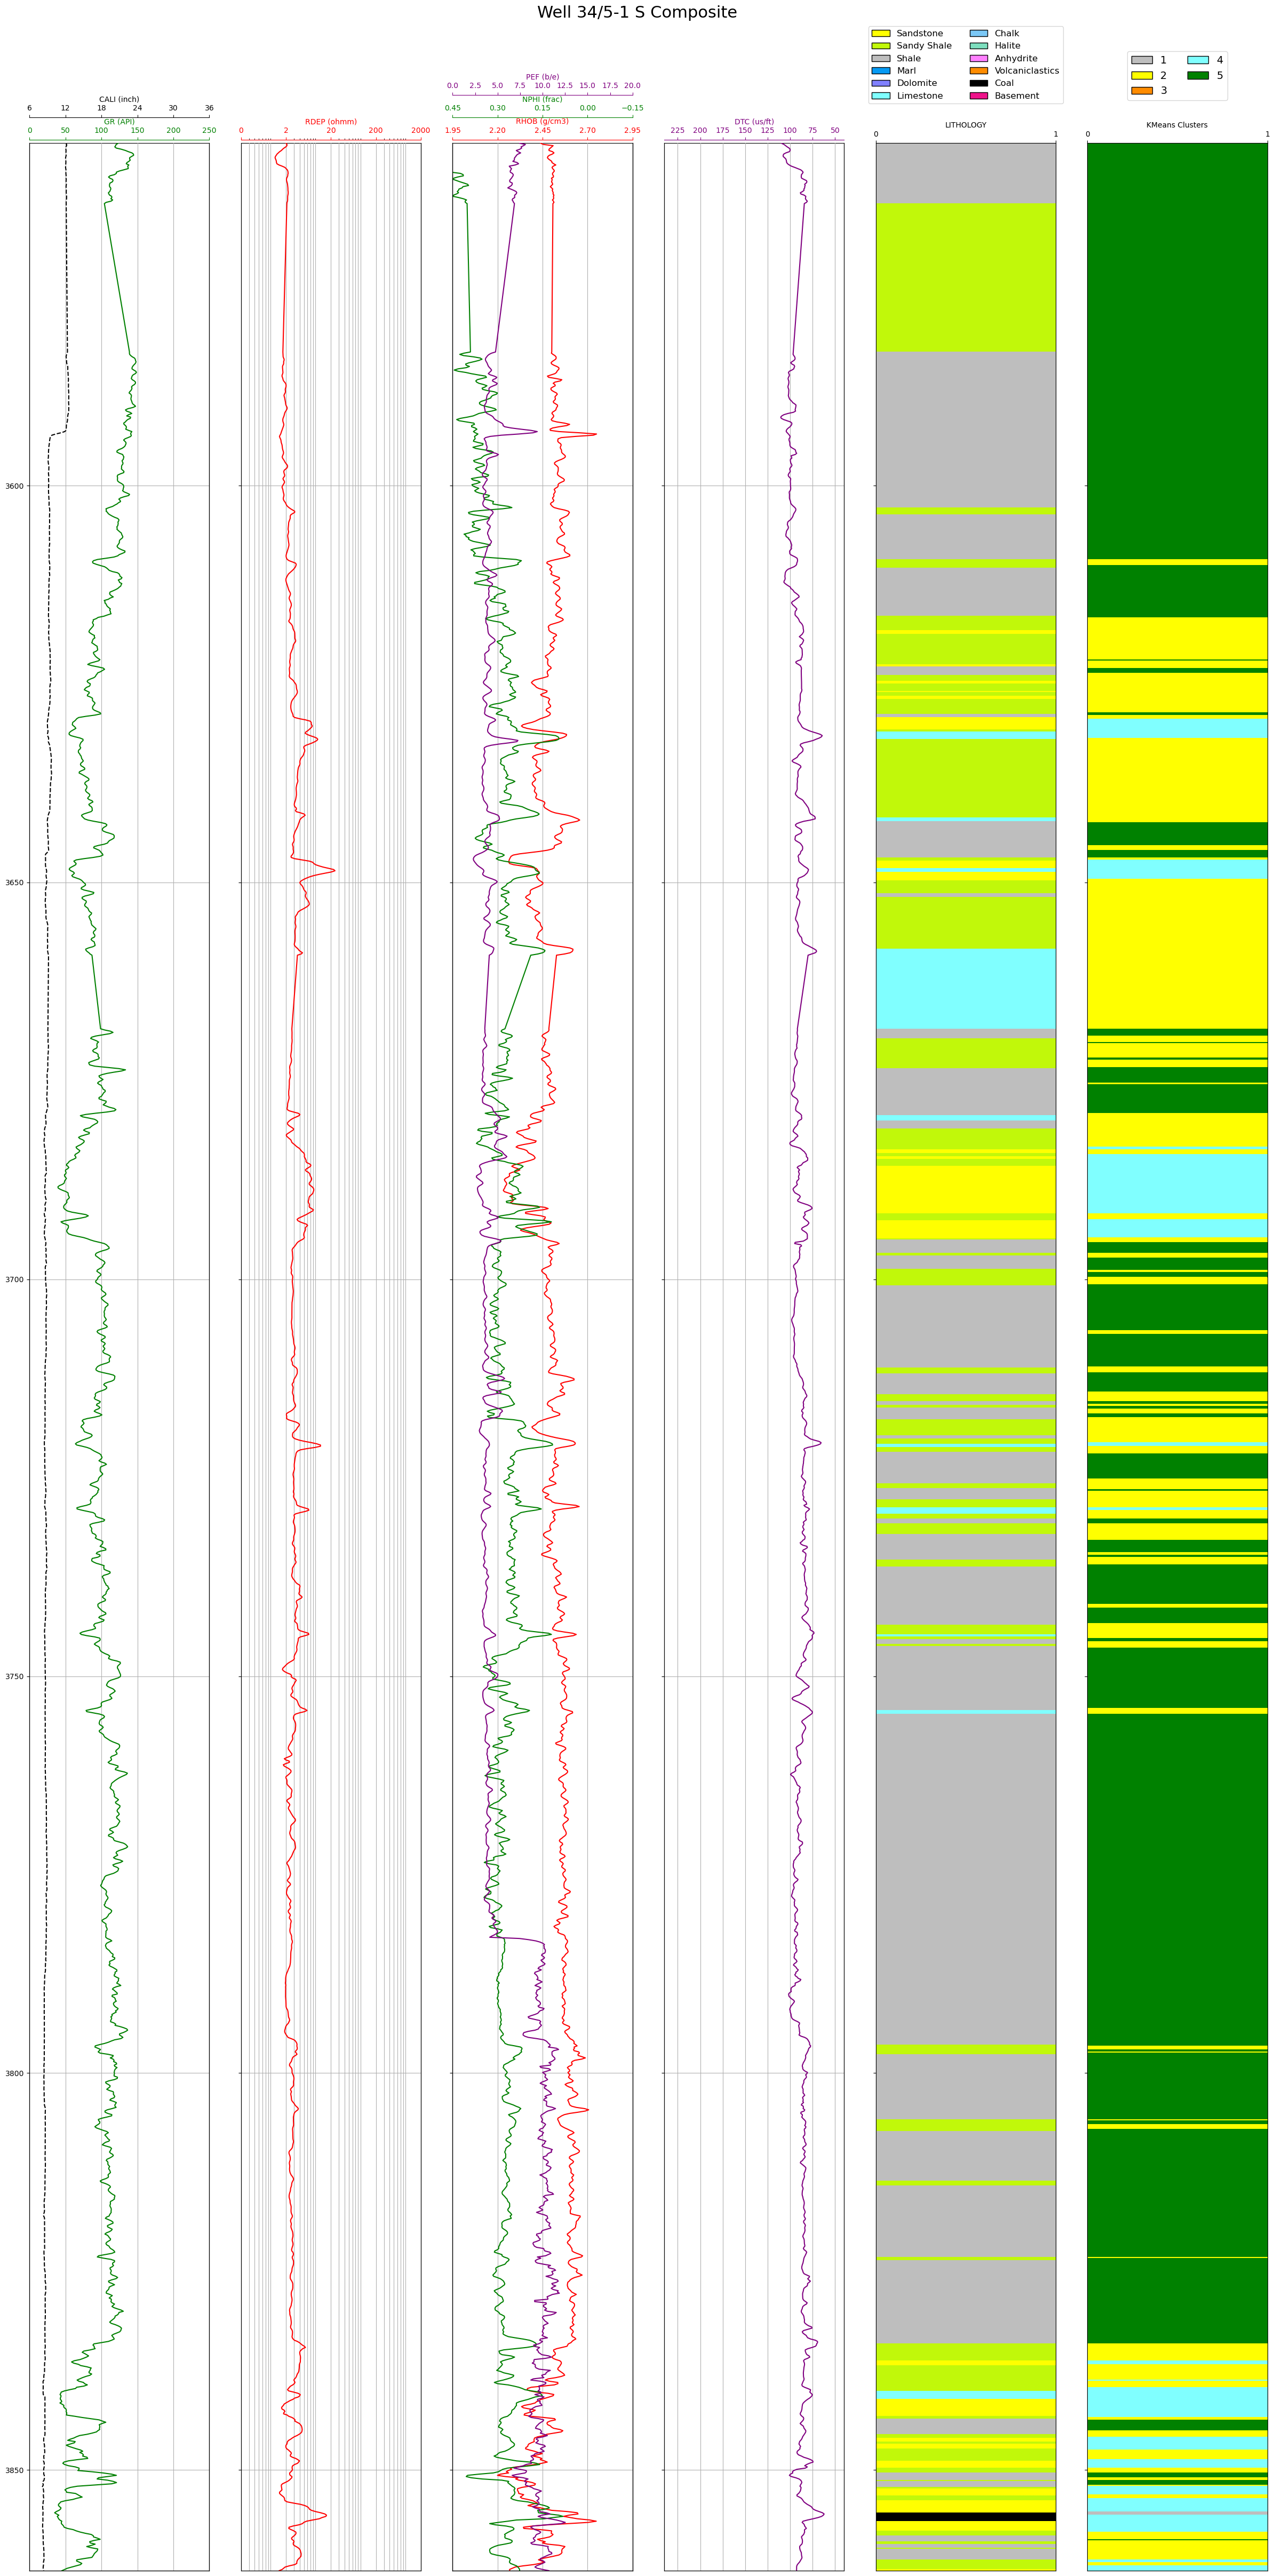 Well 34/5-1 S Composite
Sandstone Chalk
Sandy Shale Halite
Shale Anhydrite
Marl Volcaniclastics
Dolomite Coal
Limestone Basement
1 4
2 5
3
PEF (b/e)
0.0 2.5 5.0 7.5 10.0 12.5 15.0 17.5 20.0
CALI (inch) NPHI (frac)
6 12 18 24 30 36 0.45 0.30 0.15 0.00 −0.15
GR (API) RDEP (ohmm) RHOB (g/cm3) DTC (us/ft) LITHOLOGY KMeans Clusters
0 50 100 150 200 250 0 0 2 20 200 2000 1.95 2.20 2.45 2.70 2.95 225 200 175 150 125 100 75 50 0 1 0 1
3600
3650
3700
3750
3800
3850